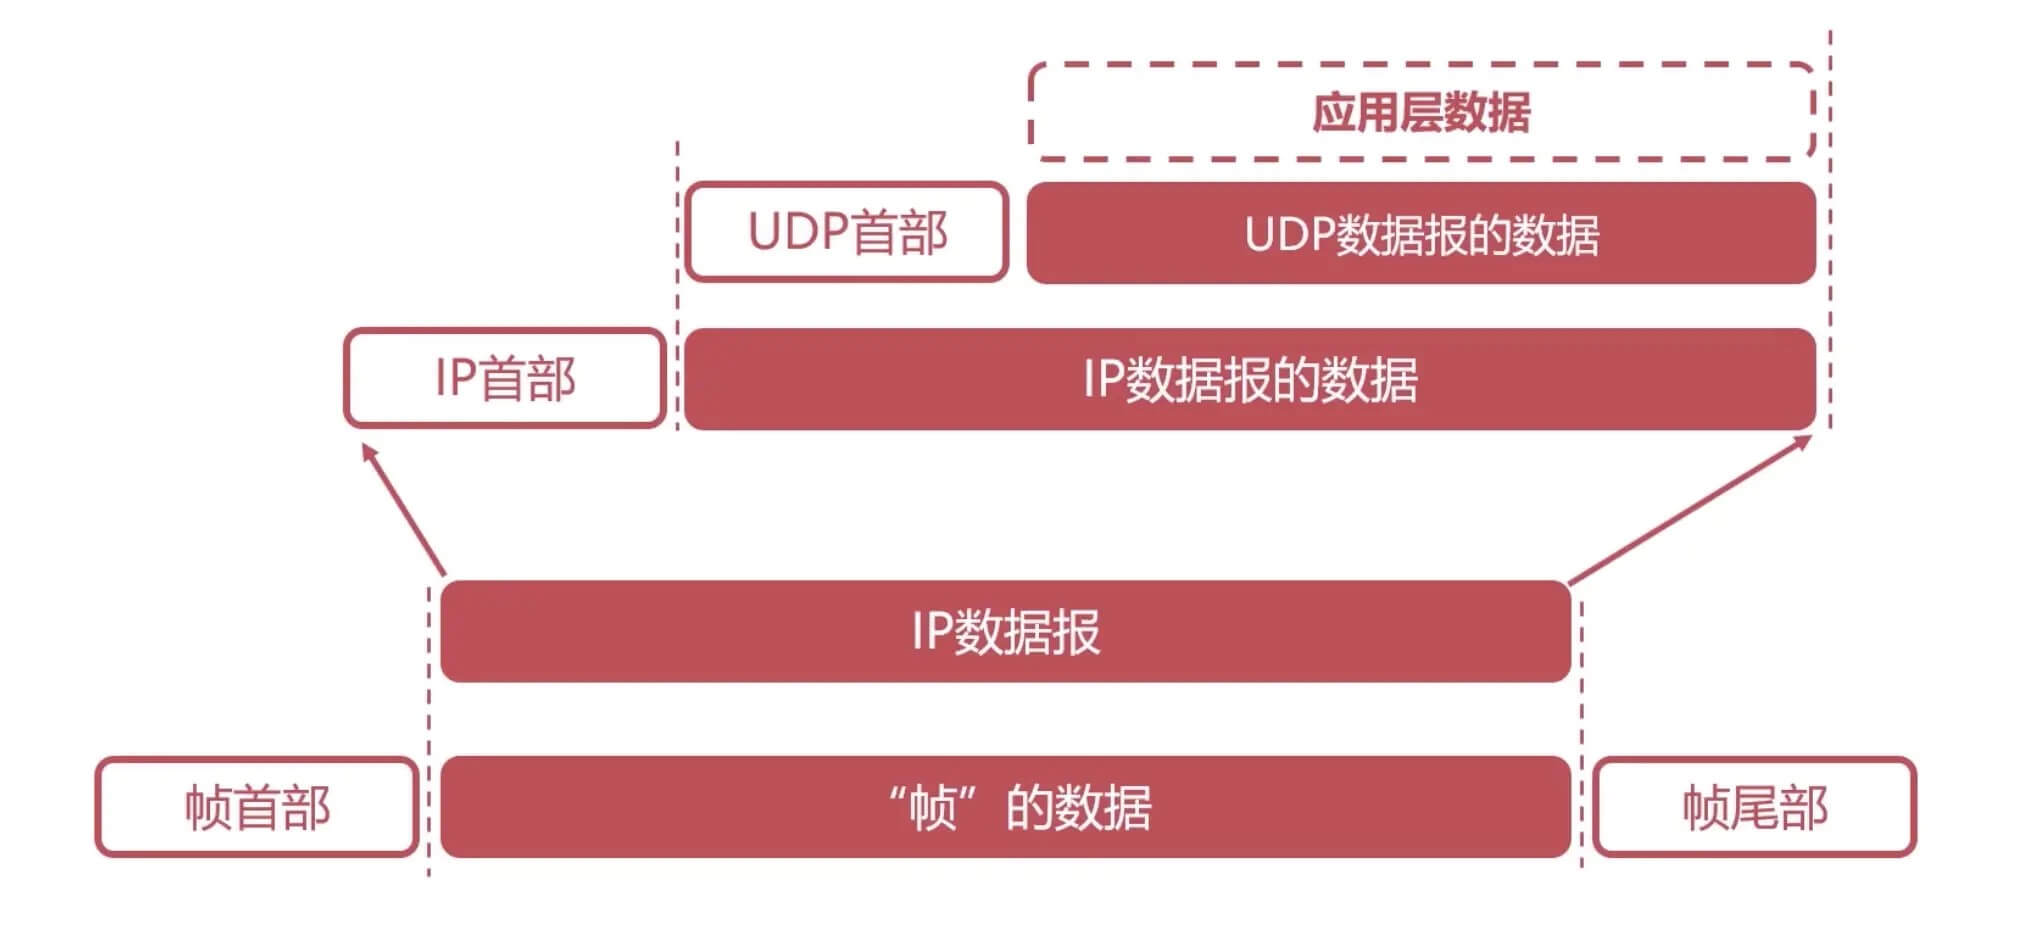 应用层数据
UDP首部
UDP数据报的数据
IP首部
IP数据报的数据
IP数据报
帧首部
“帧”的数据
帧尾部